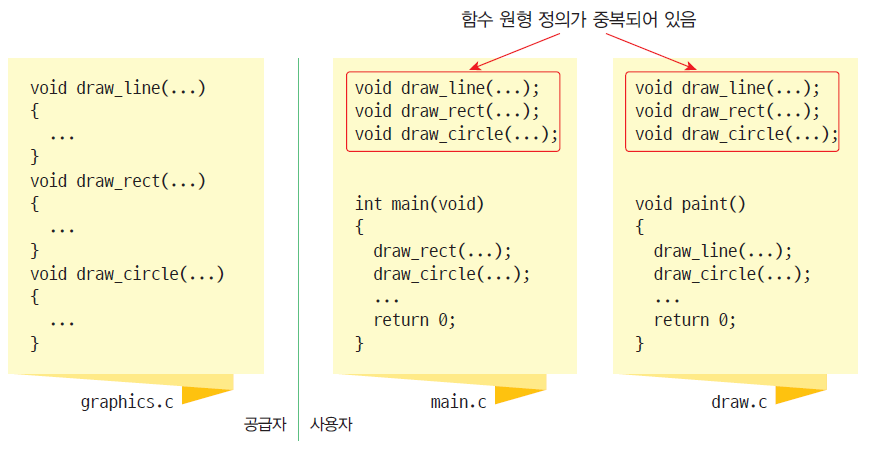 함수 원형 정의가 중복되어 있음
void draw_line(...)
{
...
}
void draw_rect(...)
{
...
}
void draw_circle(...)
{
...
}
graphics.c
공급자
void draw_line(...);
void draw_rect(...);
void draw_circle(...);
int main(void)
{
draw_rect(...);
draw_circle(...);
...
return 0;
}
main.c
사용자
void draw_line(...);
void draw_rect(...);
void draw_circle(...);
void paint()
{
draw_line(...);
draw_circle(...);
...
return 0;
}
draw.c